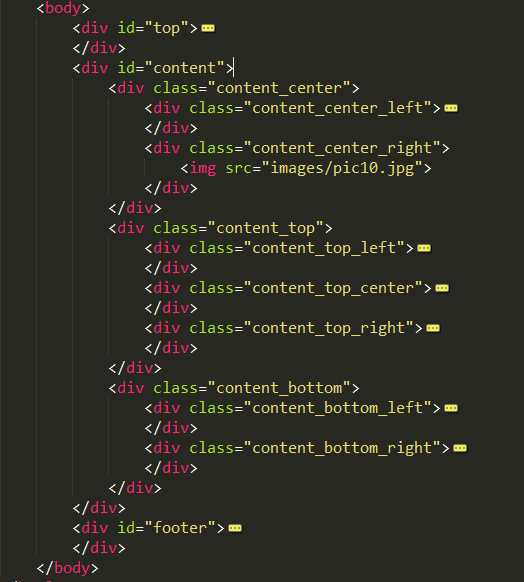 <body>
<div id="top">
</div>
<div id="content">
<div class="content_center">
<div class="content_center_left">
</div>
<div class="content_center_right">
<img src="images/pic10.jpg">
</div>
</div>
<div class="content_top">
<div class="content_top_left">
</div>
<div class="content_top_center">
</div>
<div class="content_top_right">
</div>
</div>
<div class="content_bottom">
<div class="content_bottom_left">
</div>
<div class="content_bottom_right">
</div>
</div>
</div>
<div id="footer">
</div>
</body>